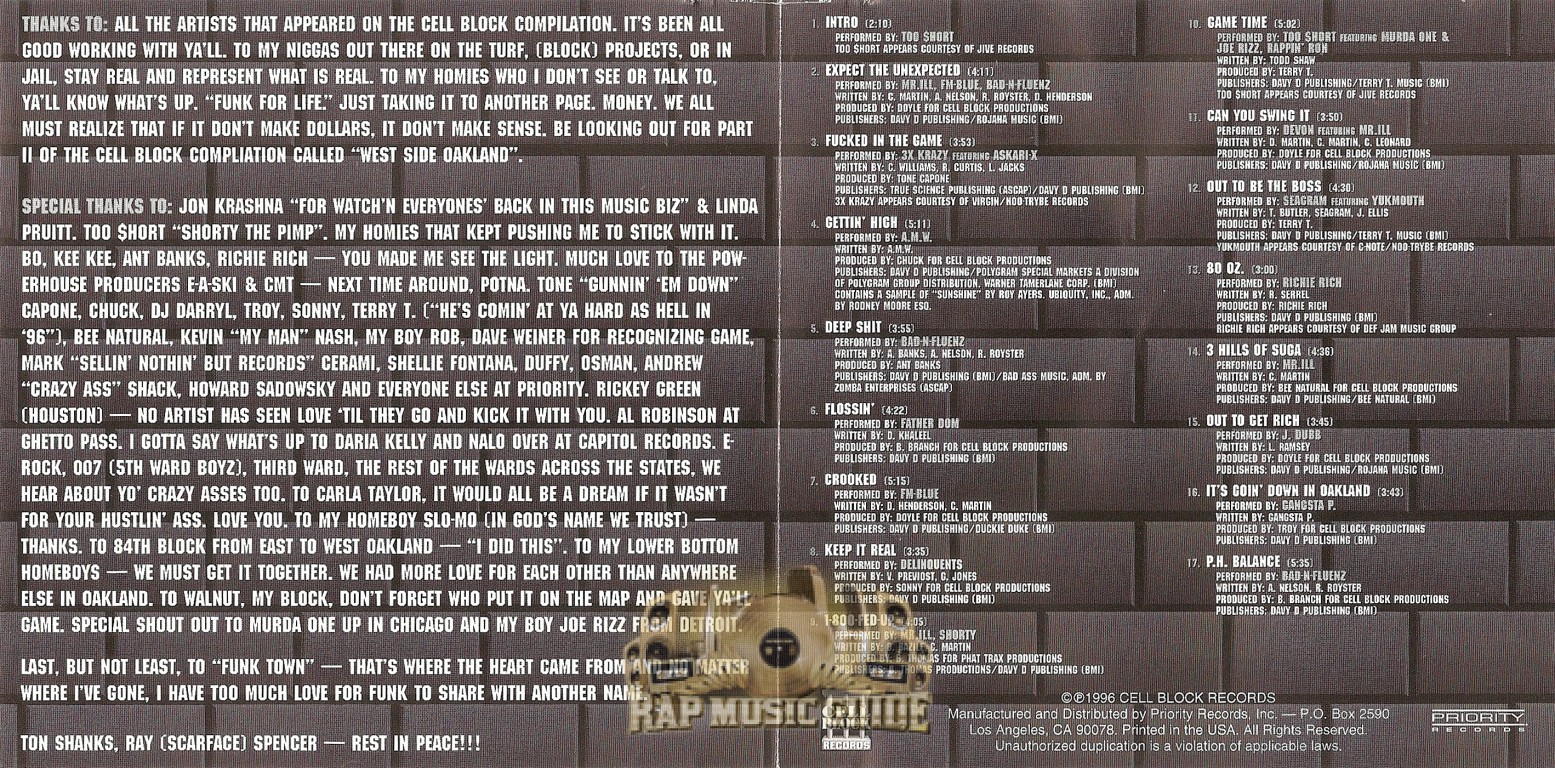 THANKS TO: ALL THE ARTISTS THAT APPEARED ON THE CELL BLOCK COMPILATION. IT'S BEEN ALL
GOOD WORKING WITH YA'LL. TO MY NIGGAS OUT THERE ON THE TURF, (BLOCK) PROJECTS, OR IN
JAIL, STAY REAL AND REPRESENT WHAT IS REAL. TO MY HOMIES WHO I DON'T SEE OR TALK TO,
YA'LL KNOW WHAT'S UP. "FUNK FOR LIFE." JUST TAKING IT TO ANOTHER PAGE. MONEY. WE ALL
MUST REALIZE THAT IF IT DON'T MAKE DOLLARS, IT DON'T MAKE SENSE. BE LOOKING OUT FOR PART
II OF THE CELL BLOCK COMPLIATION CALLED "WEST SIDE OAKLAND".
SPECIAL THANKS TO: JON KRASHNA "FOR WATCH'N EVERYONES' BACK IN THIS MUSIC BIZ" & LINDA
PRUITT. TOO $HORT "SHORTY THE PIMP". MY HOMIES THAT KEPT PUSHING ME TO STICK WITH IT.
BO, KEE KEE, ANT BANKS, RICHIE RICH — YOU MADE ME SEE THE LIGHT. MUCH LOVE TO THE POW-
ERHOUSE PRODUCERS E-A-SKI & CMT — NEXT TIME AROUND, POTNA. TONE "GUNNIN' 'EM DOWN"
CAPONE, CHUCK, DJ DARRYL, TROY, SONNY, TERRY T. ("HE'S COMIN' AT YA HARD AS HELL IN
'96"), BEE NATURAL, KEVIN "MY MAN" NASH, MY BOY ROB, DAVE WEINER FOR RECOGNIZING GAME,
MARK "SELLIN' NOTHIN' BUT RECORDS" CERAMI, SHELLIE FONTANA, DUFFY, OSMAN, ANDREW
"CRAZY ASS" SHACK, HOWARD SADOWSKY AND EVERYONE ELSE AT PRIORITY. RICKEY GREEN
(HOUSTON) — NO ARTIST HAS SEEN LOVE 'TIL THEY GO AND KICK IT WITH YOU. AL ROBINSON AT
GHETTO PASS. I GOTTA SAY WHAT'S UP TO DARIA KELLY AND NALO OVER AT CAPITOL RECORDS. E-
ROCK, 007 (5TH WARD BOYZ), THIRD WARD, THE REST OF THE WARDS ACROSS THE STATES, WE
HEAR ABOUT YO' CRAZY ASSES TOO. TO CARLA TAYLOR, IT WOULD ALL BE A DREAM IF IT WASN'T
FOR YOUR HUSTLIN' ASS. LOVE YOU. TO MY HOMEBOY SLO-MO (IN GOD'S NAME WE TRUST) —
THANKS. TO 84TH BLOCK FROM EAST TO WEST OAKLAND — "I DID THIS". TO MY LOWER BOTTOM
HOMEBOYS — WE MUST GET IT TOGETHER. WE HAD MORE LOVE FOR EACH OTHER THAN ANYWHERE
ELSE IN OAKLAND. TO WALNUT, MY BLOCK, DON'T FORGET WHO PUT IT ON THE MAP AND GAVE YA'LL
GAME. SPECIAL SHOUT OUT TO MURDA ONE UP IN CHICAGO AND MY BOY JOE RIZZ FROM DETROIT.
LAST, BUT NOT LEAST, TO "FUNK TOWN" — THAT'S WHERE THE HEART CAME FROM AND NO MATTER
WHERE I'VE GONE, I HAVE TOO MUCH LOVE FOR FUNK TO SHARE WITH ANOTHER NAME.
TON SHANKS, RAY (SCARFACE) SPENCER — REST IN PEACE!!!
1. INTRO (2:10)
PERFORMED BY: TOO SHORT
TOO SHORT APPEARS COURTESY OF JIVE RECORDS
2. EXPECT THE UNEXPECTED (4:11)
PERFORMED BY: MR.ILL, FM-BLUE, BAD-N-FLUENZ
WRITTEN BY: C. MARTIN, A. NELSON, R. ROYSTER, D. HENDERSON
PRODUCED BY: DOYLE FOR CELL BLOCK PRODUCTIONS
PUBLISHERS: DAVY D PUBLISHING/ROJAHA MUSIC (BMI)
3. FUCKED IN THE GAME (3:53)
PERFORMED BY: 3X KRAZY FEATURING ASKARI-X
WRITTEN BY: C. WILLIAMS, R. CURTIS, L. JACKS
PRODUCED BY: TONE CAPONE
PUBLISHERS: TRUE SCIENCE PUBLISHING (ASCAP)/DAVY D PUBLISHING (BMI)
3X KRAZY APPEARS COURTESY OF VIRGIN/NOO-TRYBE RECORDS
4. GETTIN' HIGH (5:11)
PERFORMED BY: A.M.W.
WRITTEN BY: A.M.W.
PRODUCED BY: CHUCK FOR CELL BLOCK PRODUCTIONS
PUBLISHERS: DAVY D PUBLISHING/POLYGRAM SPECIAL MARKETS A DIVISION
OF POLYGRAM GROUP DISTRIBUTION, WARNER TAMERLANE CORP. (BMI)
CONTAINS A SAMPLE OF "SUNSHINE" BY ROY AYERS. UBIQUITY, INC., ADM.
BY RODNEY MOORE ESQ.
5. DEEP SHIT (3:55)
PERFORMED BY: BAD-N-FLUENZ
WRITTEN BY: A. BANKS, A. NELSON, R. ROYSTER
PRODUCED BY: ANT BANKS
PUBLISHERS: DAVY D PUBLISHING (BMI)/BAD ASS MUSIC, ADM. BY
ZOMBA ENTERPRISES (ASCAP)
6. FLOSSIN' (4:22)
PERFORMED BY: FATHER DOM
WRITTEN BY: D. KHALEEL
PRODUCED BY: B. BRANCH FOR CELL BLOCK PRODUCTIONS
PUBLISHERS: DAVY D PUBLISHING (BMI)
7. CROOKED (5:15)
PERFORMED BY: FM-BLUE
WRITTEN BY: D. HENDERSON, C. MARTIN
PRODUCED BY: DOYLE FOR CELL BLOCK PRODUCTIONS
PUBLISHERS: DAVY D PUBLISHING/DUCKIE DUKE (BMI)
8. KEEP IT REAL (3:35)
PERFORMED BY: DELINQUENTS
WRITTEN BY: V. PREVIOST, G. JONES
PRODUCED BY: SONNY FOR CELL BLOCK PRODUCTIONS
PUBLISHERS: DAVY D PUBLISHING (BMI)
9. 1-800-FED-UP
PERFORMED BY: MR.ILL, SHORTY
WRITTEN BY: C. MARTIN
PRODUCED BY: THOMAS FOR PHAT TRAX PRODUCTIONS
PUBLISHERS: PRODUCTIONS/DAVY D PUBLISHING (BMI)
10. GAME TIME (5:02)
PERFORMED BY: TOO SHORT FEATURING MURDA ONE &
JOE RIZZ, RAPPIN' RON
WRITTEN BY: TODD SHAW
PRODUCED BY: TERRY T.
PUBLISHERS: DAVY D PUBLISHING/TERRY T. MUSIC (BMI)
TOO SHORT APPEARS COURTESY OF JIVE RECORDS
11. CAN YOU SWING IT (3:50)
PERFORMED BY: DEVON FEATURING MR.ILL
WRITTEN BY: D. MARTIN, C. MARTIN, C. LEONARD
PRODUCED BY: DOYLE FOR CELL BLOCK PRODUCTIONS
PUBLISHERS: DAVY D PUBLISHING/ROJAHA MUSIC (BMI)
12. OUT TO BE THE BOSS (4:30)
PERFORMED BY: SEAGRAM FEATURING YUKMOUTH
WRITTEN BY: T. BUTLER, SEAGRAM, J. ELLIS
PRODUCED BY: TERRY T.
PUBLISHERS: DAVY D PUBLISHING/TERRY T. MUSIC (BMI)
YUKMOUTH APPEARS COURTESY OF C-NOTE/NOO-TRYBE RECORDS
13. 80 OZ. (3:00)
PERFORMED BY: RICHIE RICH
WRITTEN BY: R. SERREL
PRODUCED BY: RICHIE RICH
PUBLISHERS: DAVY D PUBLISHING (BMI)
RICHIE RICH APPEARS COURTESY OF DEF JAM MUSIC GROUP
14. 3 HILLS OF SUGA (4:36)
PERFORMED BY: MR.ILL
WRITTEN BY: C. MARTIN
PRODUCED BY: BEE NATURAL FOR CELL BLOCK PRODUCTIONS
PUBLISHERS: DAVY D PUBLISHING/BEE NATURAL (BMI)
15. OUT TO GET RICH (3:45)
PERFORMED BY: J. DUBB
WRITTEN BY: L. RAMSEY
PRODUCED BY: DOYLE FOR CELL BLOCK PRODUCTIONS
PUBLISHERS: DAVY D PUBLISHING/ROJAHA MUSIC (BMI)
16. IT'S GOIN' DOWN IN OAKLAND (3:43)
PERFORMED BY: GANGSTA P.
WRITTEN BY: GANGSTA P.
PRODUCED BY: TROY FOR CELL BLOCK PRODUCTIONS
PUBLISHERS: DAVY D PUBLISHING (BMI)
17. P.H. BALANCE (5:35)
PERFORMED BY: BAD-N-FLUENZ
WRITTEN BY: A. NELSON, R. ROYSTER
PRODUCED BY: B. BRANCH FOR CELL BLOCK PRODUCTIONS
PUBLISHERS: DAVY D PUBLISHING (BMI)
RAP MUSIC GUIDE
CELL
BLOCK
RECORDS
©℗1996 CELL BLOCK RECORDS
Manufactured and Distributed by Priority Records, Inc. — P.O. Box 2590
Los Angeles, CA 90078. Printed in the USA. All Rights Reserved.
Unauthorized duplication is a violation of applicable laws.
PRIORITY
RECORDS